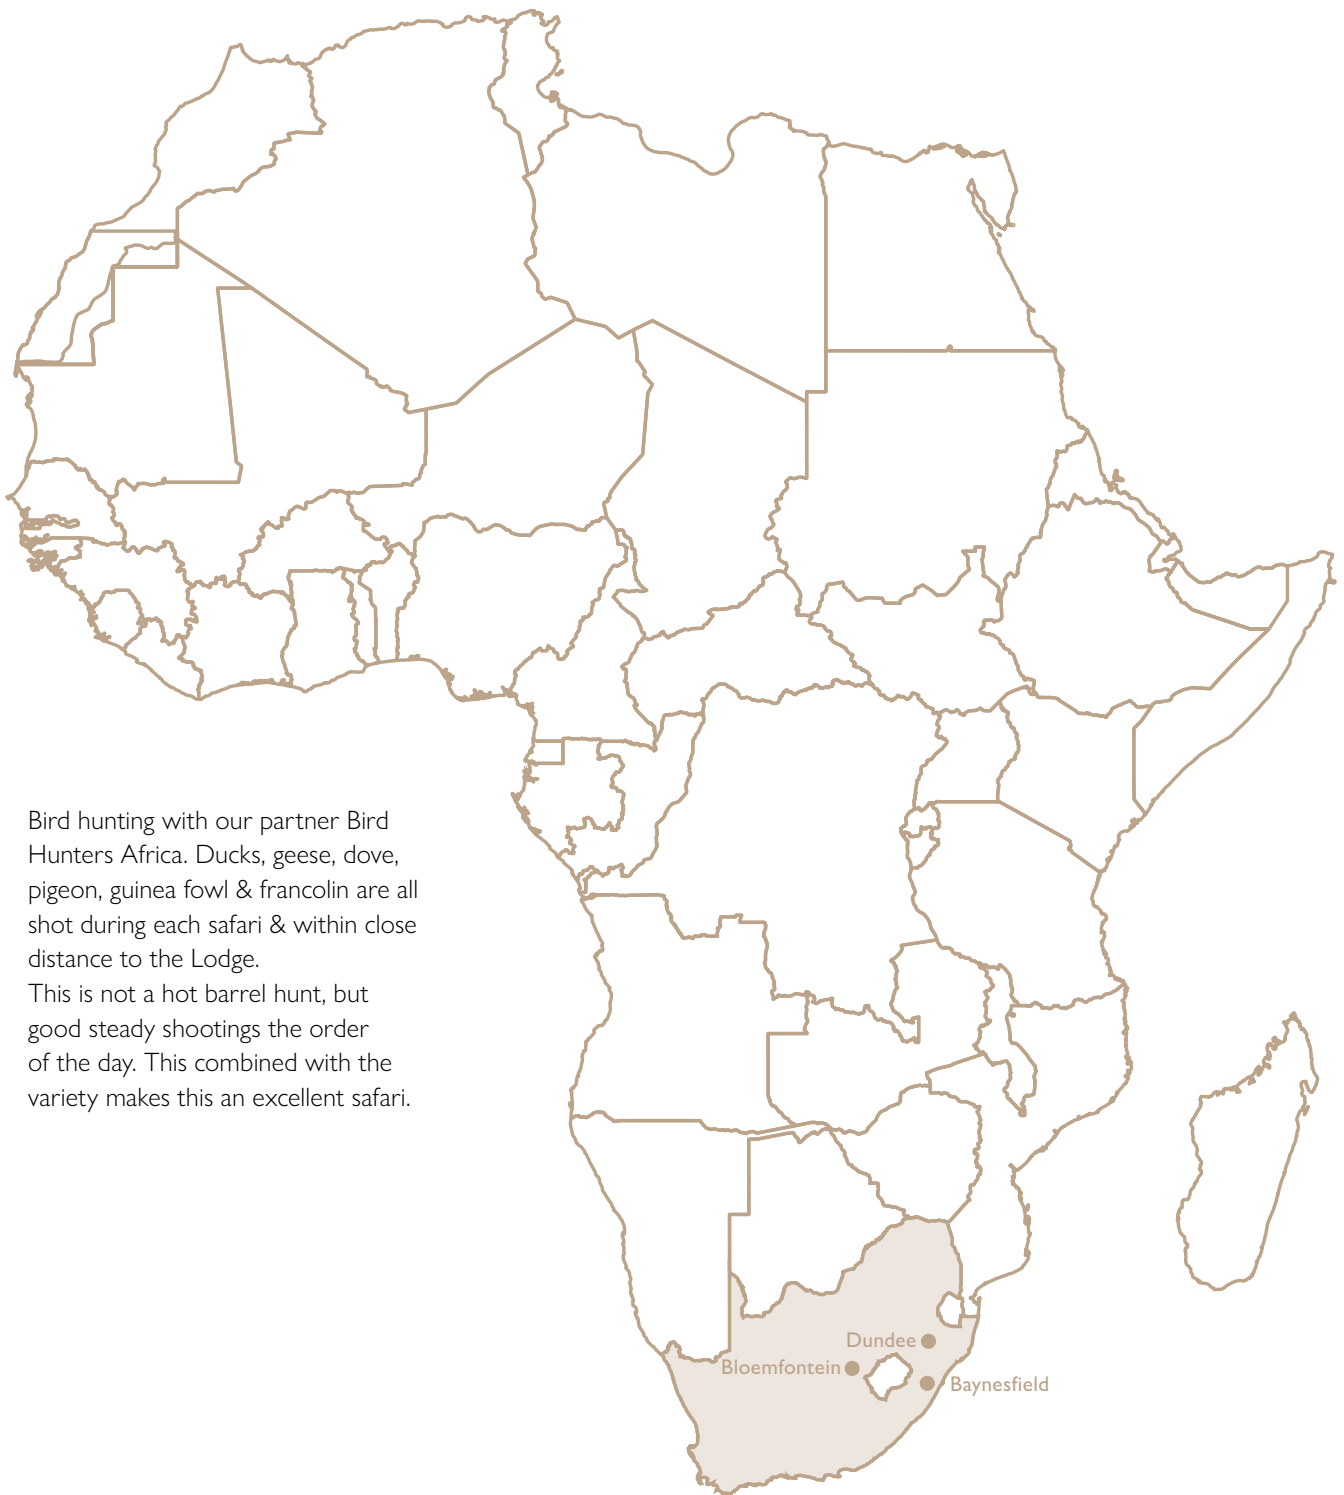 Bird hunting with our partner Bird
Hunters Africa. Ducks, geese, dove,
pigeon, guinea fowl & francolin are all
shot during each safari & within close
distance to the Lodge.
This is not a hot barrel hunt, but
good steady shootings the order
of the day. This combined with the
variety makes this an excellent safari.
Dundee
Bloemfontein
Baynesfield